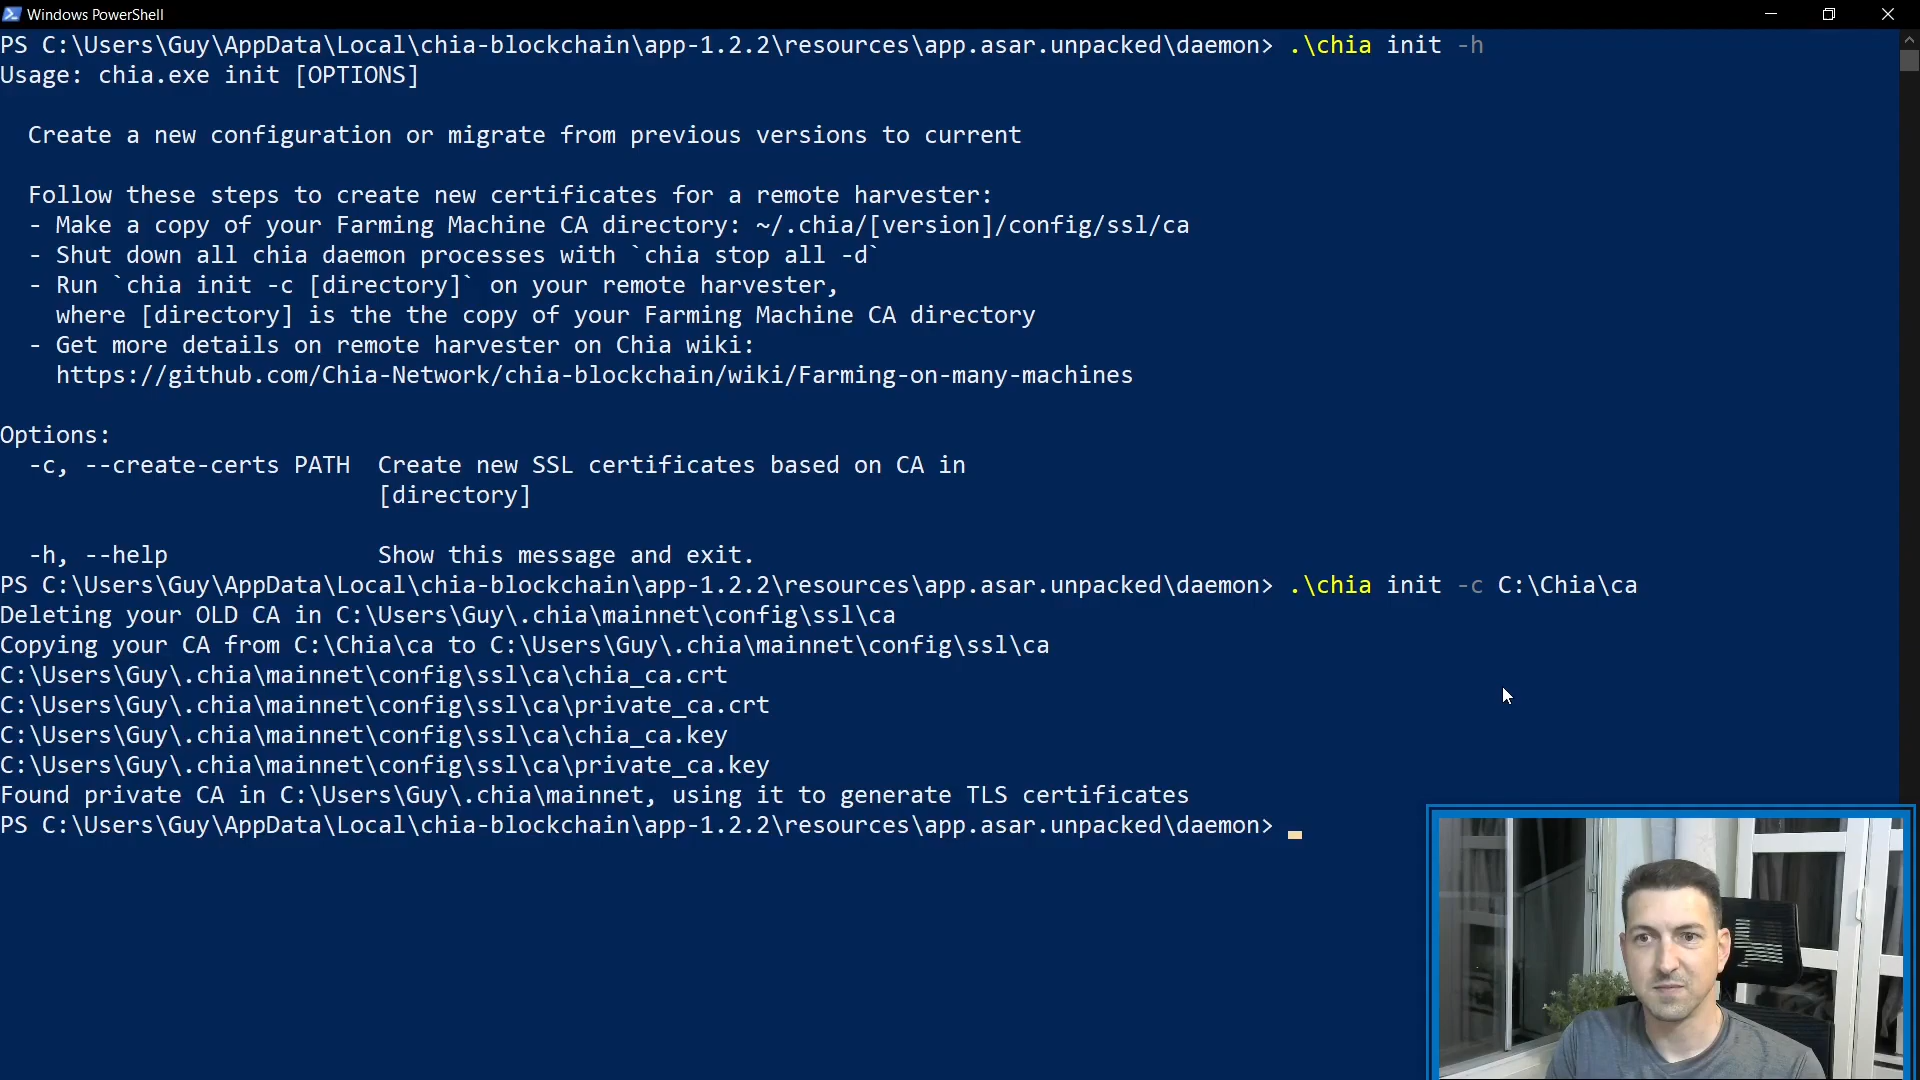 Windows PowerShell
PS C:\Users\Guy\AppData\Local\chia-blockchain\app-1.2.2\resources\app.asar.unpacked\daemon> .\chia init -h
Usage: chia.exe init [OPTIONS]
Create a new configuration or migrate from previous versions to current
Follow these steps to create new certificates for a remote harvester:
- Make a copy of your Farming Machine CA directory: ~/.chia/[version]/config/ssl/ca
- Shut down all chia daemon processes with `chia stop all -d`
- Run `chia init -c [directory]` on your remote harvester,
where [directory] is the the copy of your Farming Machine CA directory
- Get more details on remote harvester on Chia wiki:
https://github.com/Chia-Network/chia-blockchain/wiki/Farming-on-many-machines
Options:
-c, --create-certs PATH  Create new SSL certificates based on CA in
[directory]
-h, --help               Show this message and exit.
PS C:\Users\Guy\AppData\Local\chia-blockchain\app-1.2.2\resources\app.asar.unpacked\daemon> .\chia init -c C:\Chia\ca
Deleting your OLD CA in C:\Users\Guy\.chia\mainnet\config\ssl\ca
Copying your CA from C:\Chia\ca to C:\Users\Guy\.chia\mainnet\config\ssl\ca
C:\Users\Guy\.chia\mainnet\config\ssl\ca\chia_ca.crt
C:\Users\Guy\.chia\mainnet\config\ssl\ca\private_ca.crt
C:\Users\Guy\.chia\mainnet\config\ssl\ca\chia_ca.key
C:\Users\Guy\.chia\mainnet\config\ssl\ca\private_ca.key
Found private CA in C:\Users\Guy\.chia\mainnet, using it to generate TLS certificates
PS C:\Users\Guy\AppData\Local\chia-blockchain\app-1.2.2\resources\app.asar.unpacked\daemon>